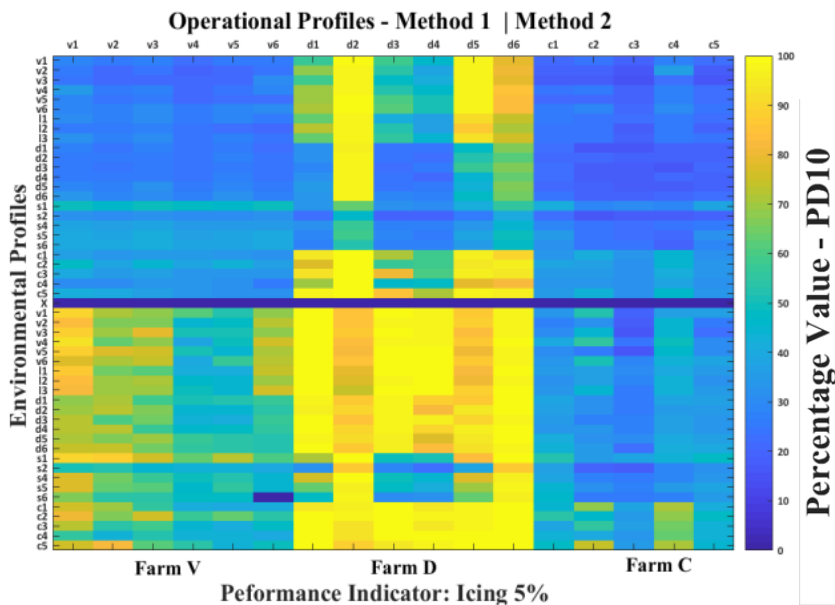 Operational Profiles - Method 1 | Method 2
v1 v2 v3 v4 v5 v6 d1 d2 d3 d4 d5 d6 c1 c2 c3 c4 c5
v1
v2
v3
v4
v5
v6
l1
l2
l3
d1
d2
d3
d4
d5
d6
s1
s2
s4
s5
s6
c1
c2
c3
c4
c5
X
v1
v2
v3
v4
v5
v6
l1
l2
l3
d1
d2
d3
d4
d5
d6
s1
s2
s4
s5
s6
c1
c2
c3
c4
c5
Environmental Profiles
100
90
80
70
60
50
40
30
20
10
0
Percentage Value - PD10
Farm V Farm D Farm C
Peformance Indicator: Icing 5%